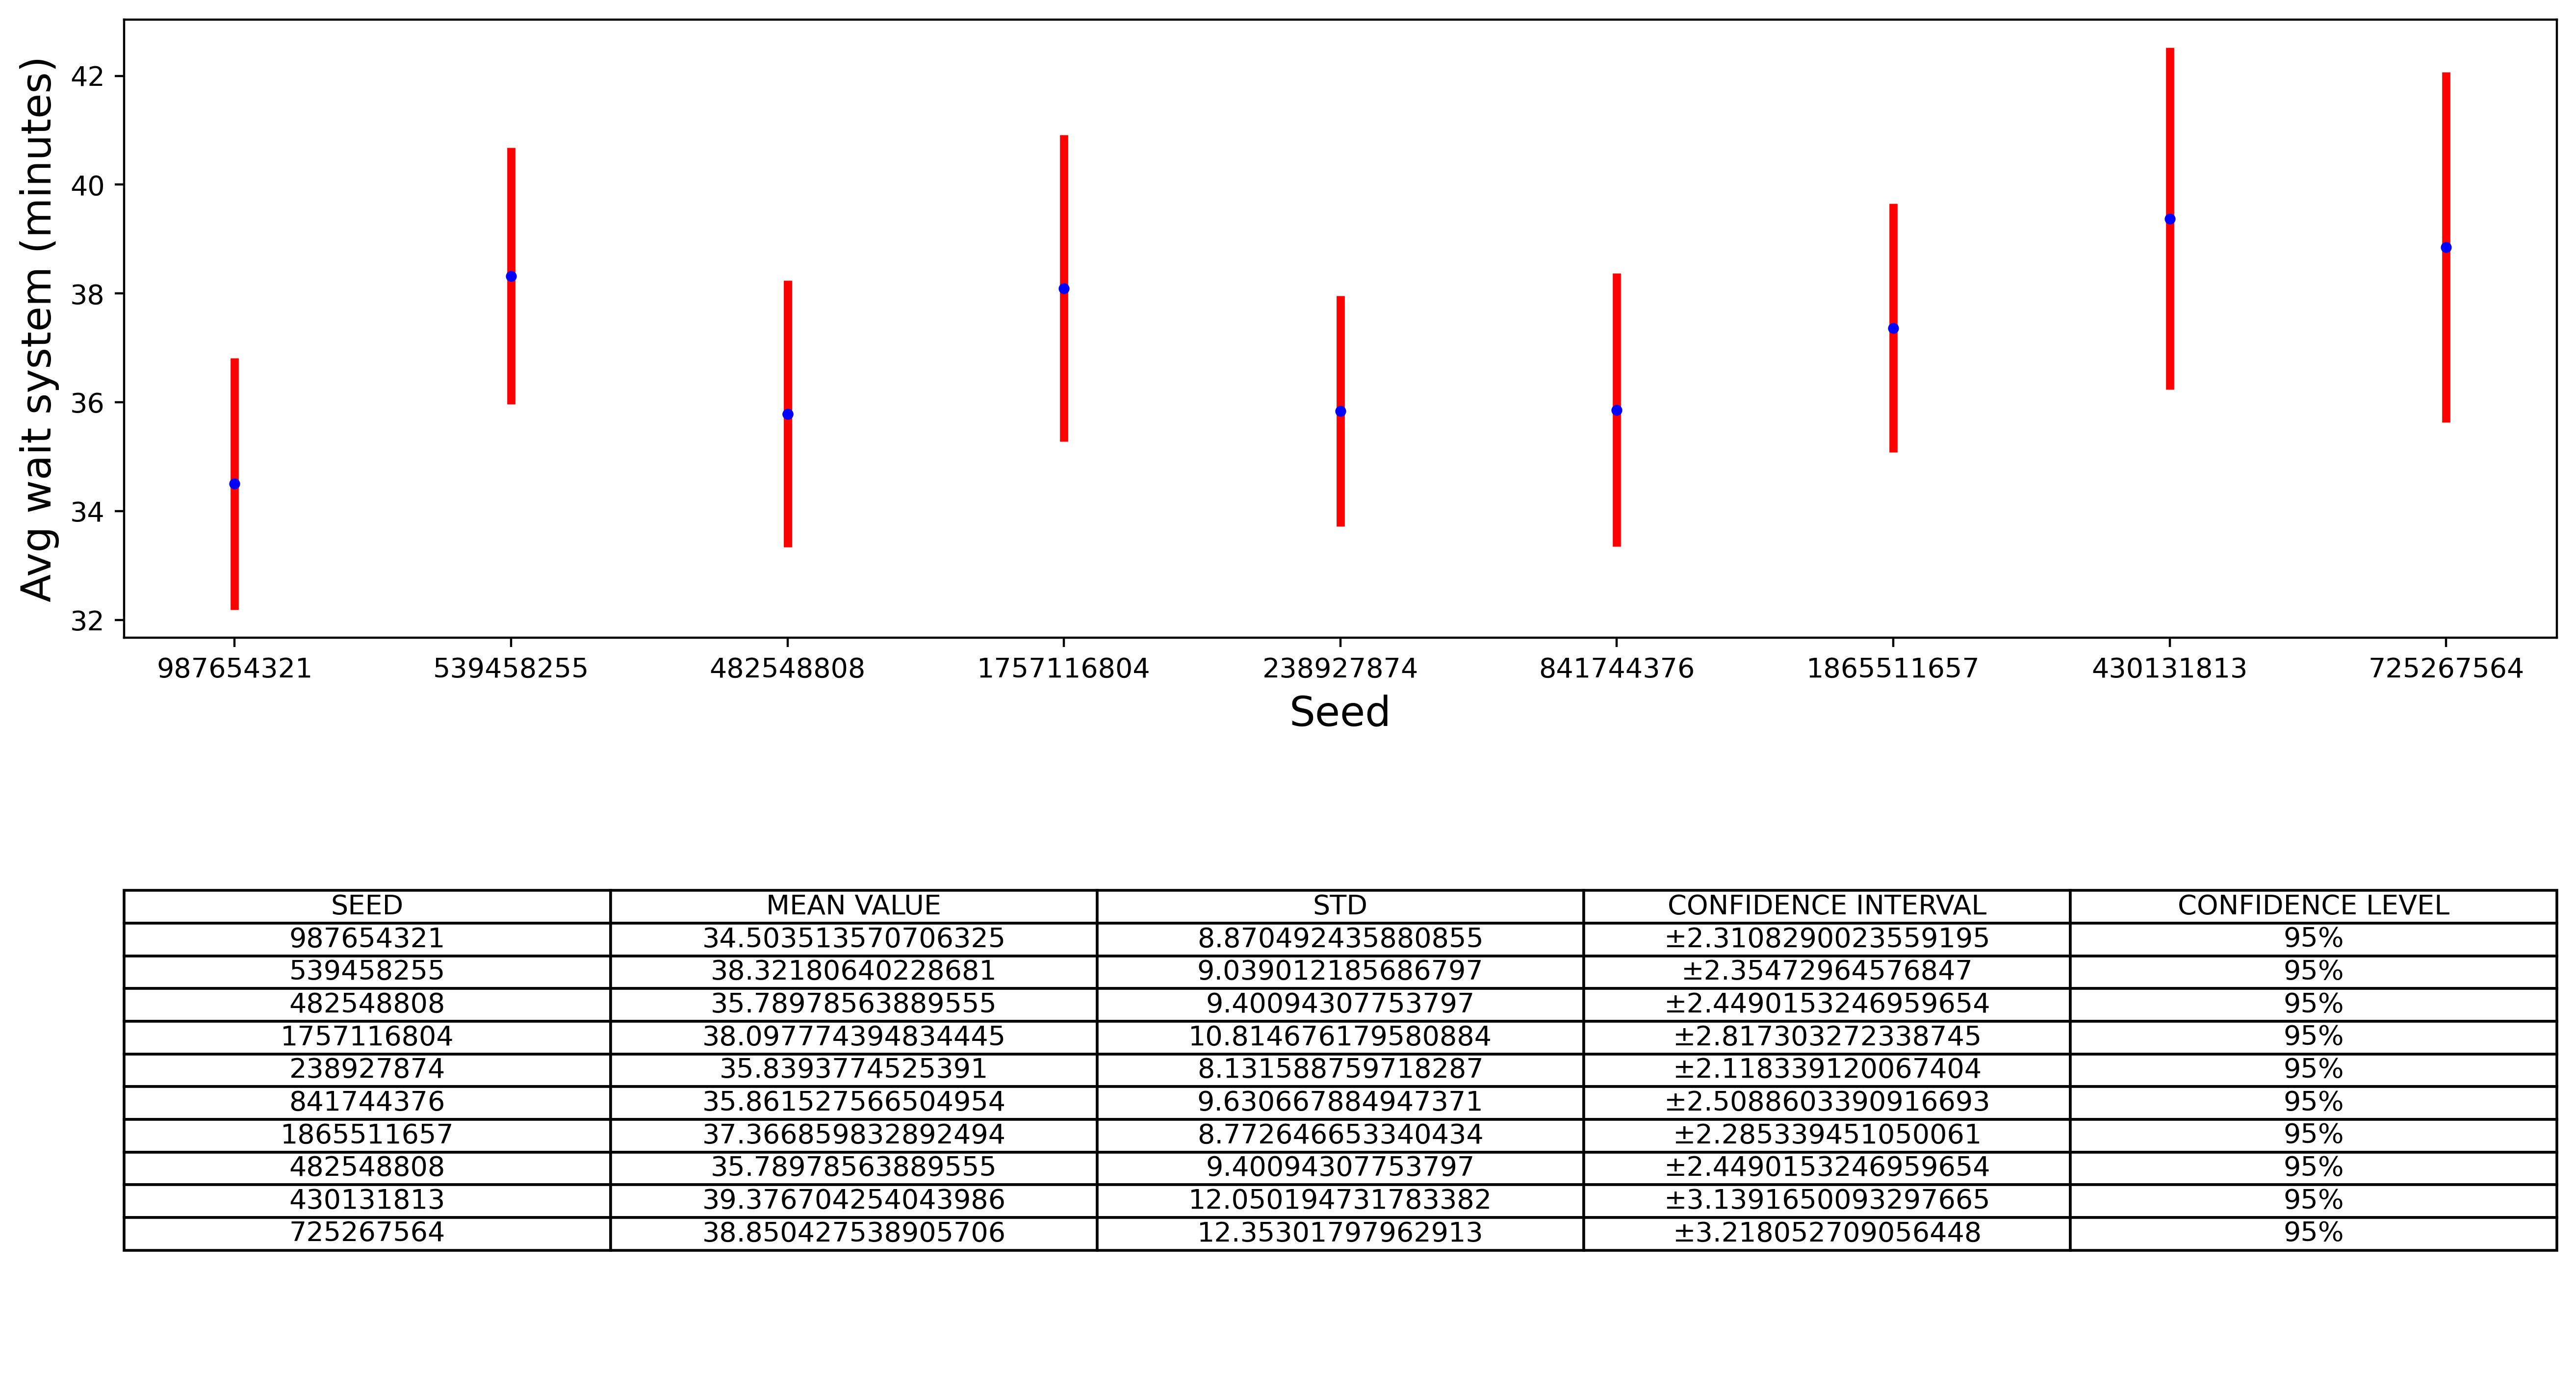 Avg wait system (minutes)
42
40
38
36
34
32
987654321 539458255 482548808 1757116804 238927874 841744376 1865511657 430131813 725267564
Seed
SEED MEAN VALUE STD CONFIDENCE INTERVAL CONFIDENCE LEVEL
987654321 34.503513570706325 8.870492435880855 ±2.3108290023559195 95%
539458255 38.32180640228681 9.039012185686797 ±2.35472964576847 95%
482548808 35.78978563889555 9.40094307753797 ±2.4490153246959654 95%
1757116804 38.097774394834445 10.814676179580884 ±2.817303272338745 95%
238927874 35.8393774525391 8.131588759718287 ±2.118339120067404 95%
841744376 35.861527566504954 9.630667884947371 ±2.5088603390916693 95%
1865511657 37.366859832892494 8.772646653340434 ±2.285339451050061 95%
482548808 35.78978563889555 9.40094307753797 ±2.4490153246959654 95%
430131813 39.376704254043986 12.050194731783382 ±3.1391650093297665 95%
725267564 38.850427538905706 12.35301797962913 ±3.218052709056448 95%